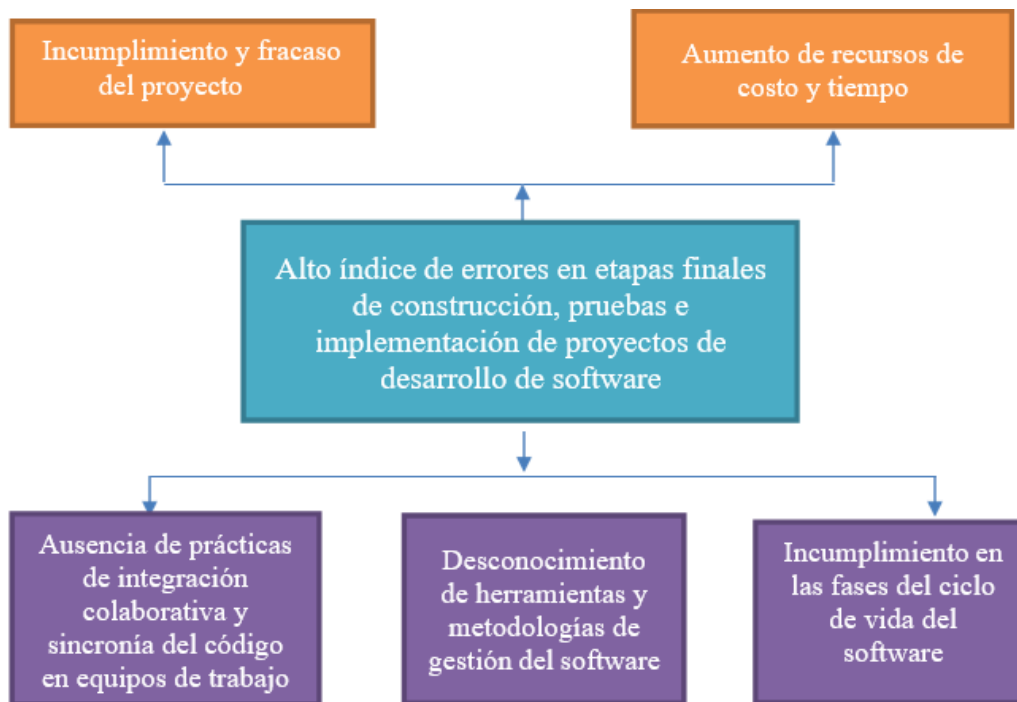 Incumplimiento y fracaso
del proyecto
Aumento de recursos de
costo y tiempo
Alto índice de errores en etapas finales
de construcción, pruebas e
implementación de proyectos de
desarrollo de software
Ausencia de prácticas
de integración
colaborativa y
sincronía del código
en equipos de trabajo
Desconocimiento
de herramientas y
metodologías de
gestión del software
Incumplimiento en
las fases del ciclo
de vida del
software